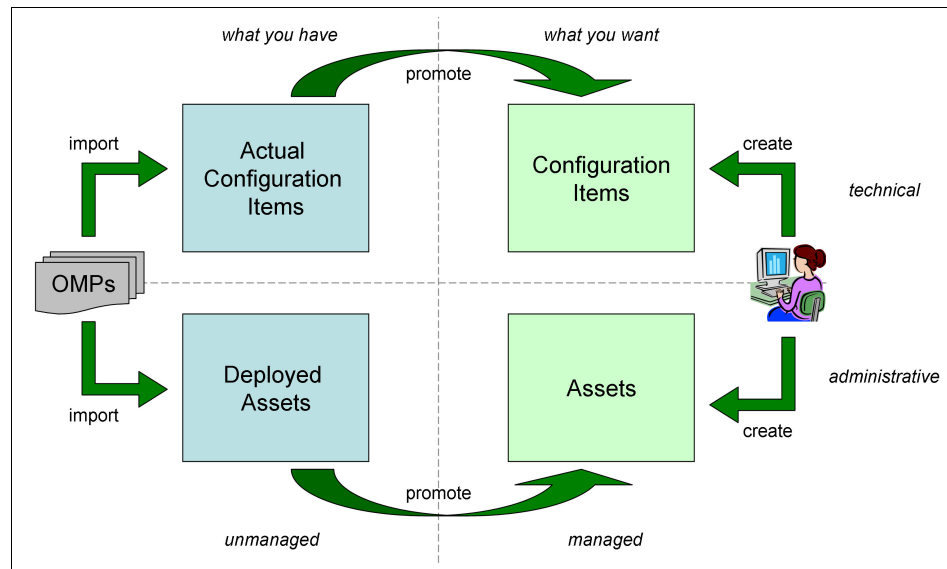 what you have
what you want
promote
import
Actual
Configuration
Items
Configuration
Items
create
technical
OMPs
Deployed
Assets
Assets
administrative
import
create
promote
unmanaged
managed